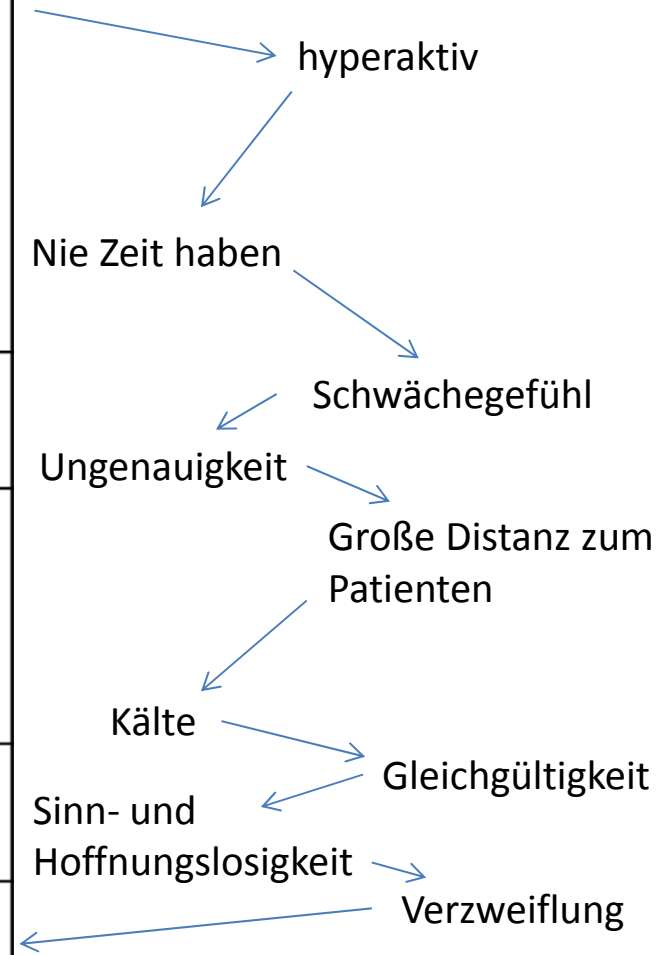 hyperaktiv
Nie Zeit haben
Schwächegefühl
Ungenauigkeit
Große Distanz zum
Patienten
Kälte
Gleichgültigkeit
Sinn- und
Hoffnungslosigkeit
Verzweiflung